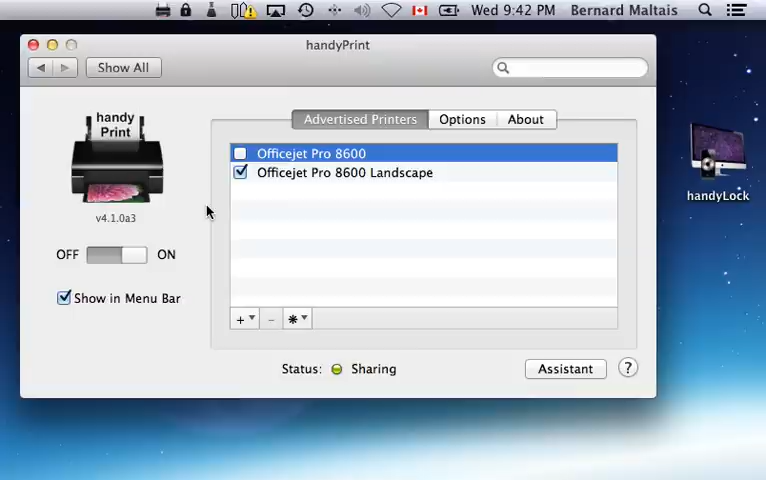 Wed 9:42 PM Bernard Maltais
handyPrint
Show All
handy
Print
v4.1.0a3
OFF ON
Show in Menu Bar
Advertised Printers Options About
Officejet Pro 8600
Officejet Pro 8600 Landscape
+ −
Status: Sharing
Assistant ?
handyLock